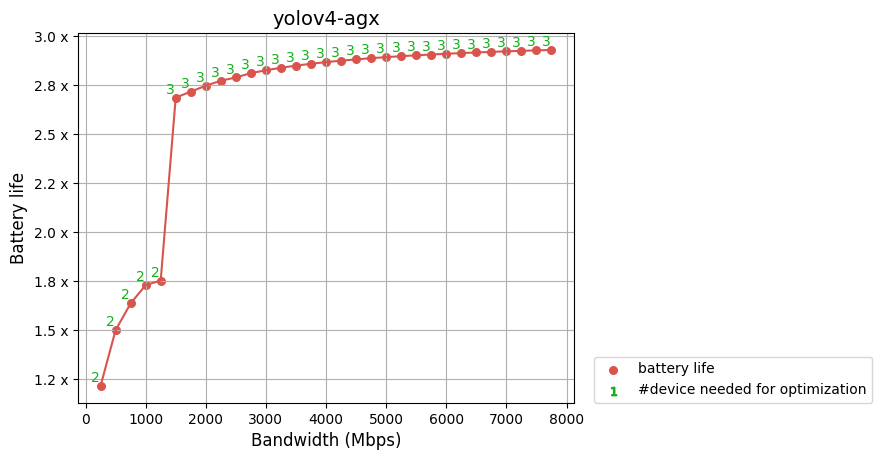 yolov4-agx
3.0 x
2.8 x
2.5 x
2.2 x
2.0 x
1.8 x
1.5 x
1.2 x
Battery life
2 2 2 2 2 3 3 3 3 3 3 3 3 3 3 3 3 3 3 3 3 3 3 3 3 3 3 3 3 3 3
0 1000 2000 3000 4000 5000 6000 7000 8000
Bandwidth (Mbps)
battery life
1 #device needed for optimization